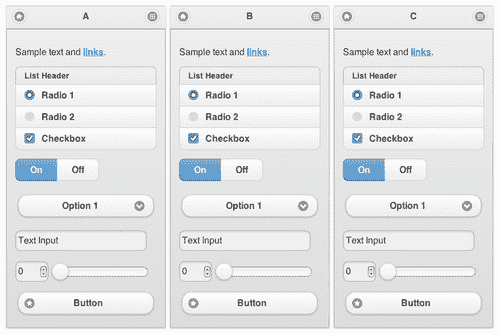 A
Sample text and links.
List Header
Radio 1
Radio 2
Checkbox
On Off
Option 1
Text Input
0
Button
B
Sample text and links.
List Header
Radio 1
Radio 2
Checkbox
On Off
Option 1
Text Input
0
Button
C
Sample text and links.
List Header
Radio 1
Radio 2
Checkbox
On Off
Option 1
Text Input
0
Button